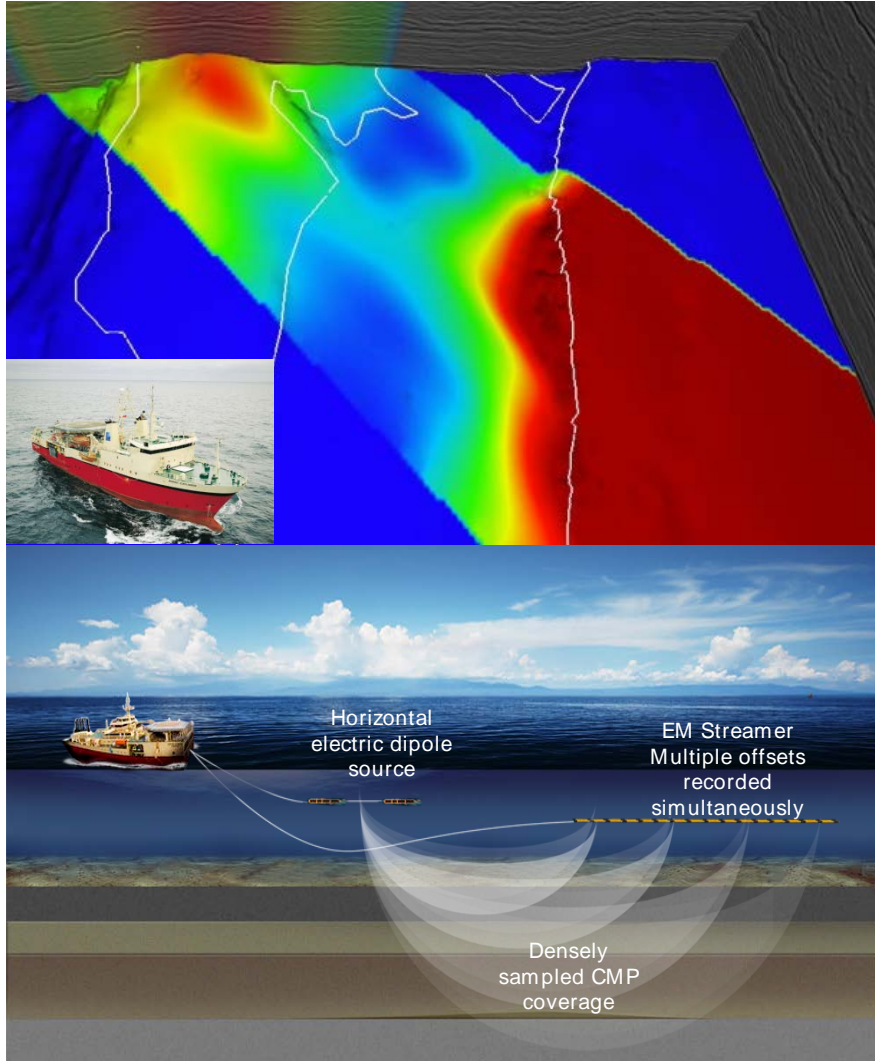 Horizontal
electric dipole
source
EM Streamer
Multiple offsets
recorded
simultaneously
Densely
sampled CMP
coverage